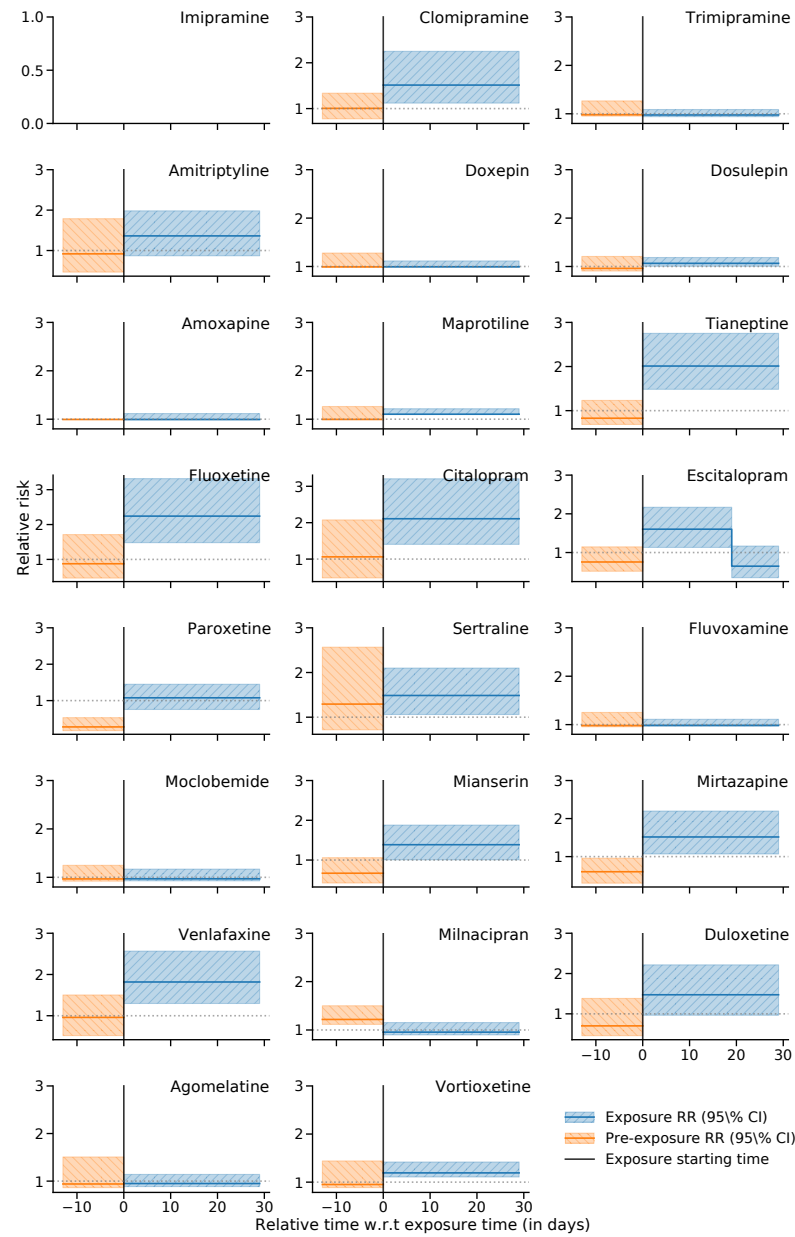 Imipramine
Clomipramine
Trimipramine
1.0
0.5
0.0
−10 0 10 20 30
3
2
1
3
2
1
Amitriptyline
Doxepin
Dosulepin
3
2
1
3
2
1
3
2
1
Amoxapine
Maprotiline
Tianeptine
3
2
1
3
2
1
3
2
1
Fluoxetine
Citalopram
Escitalopram
3
2
1
3
2
1
3
2
1
Relative risk
Paroxetine
Sertraline
Fluvoxamine
3
2
1
3
2
1
3
2
1
Moclobemide
Mianserin
Mirtazapine
3
2
1
3
2
1
3
2
1
Venlafaxine
Milnacipran
Duloxetine
3
2
1
3
2
1
3
2
1
−10 0 10 20 30
Agomelatine
Vortioxetine
3
2
1
3
2
1
−10 0 10 20 30
−10 0 10 20 30
Exposure RR (95\% CI)
Pre-exposure RR (95\% CI)
Exposure starting time
Relative time w.r.t exposure time (in days)